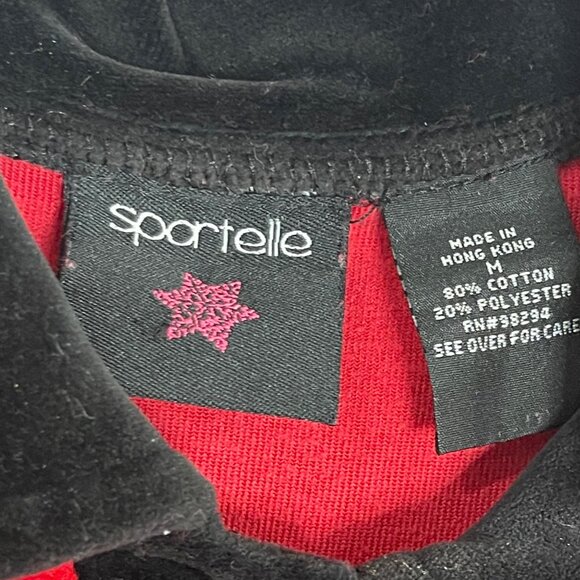 sportelle
MADE IN
HONG KONG
M
80% COTTON
20% POLYESTER
RN#98294
SEE OVER FOR CARE